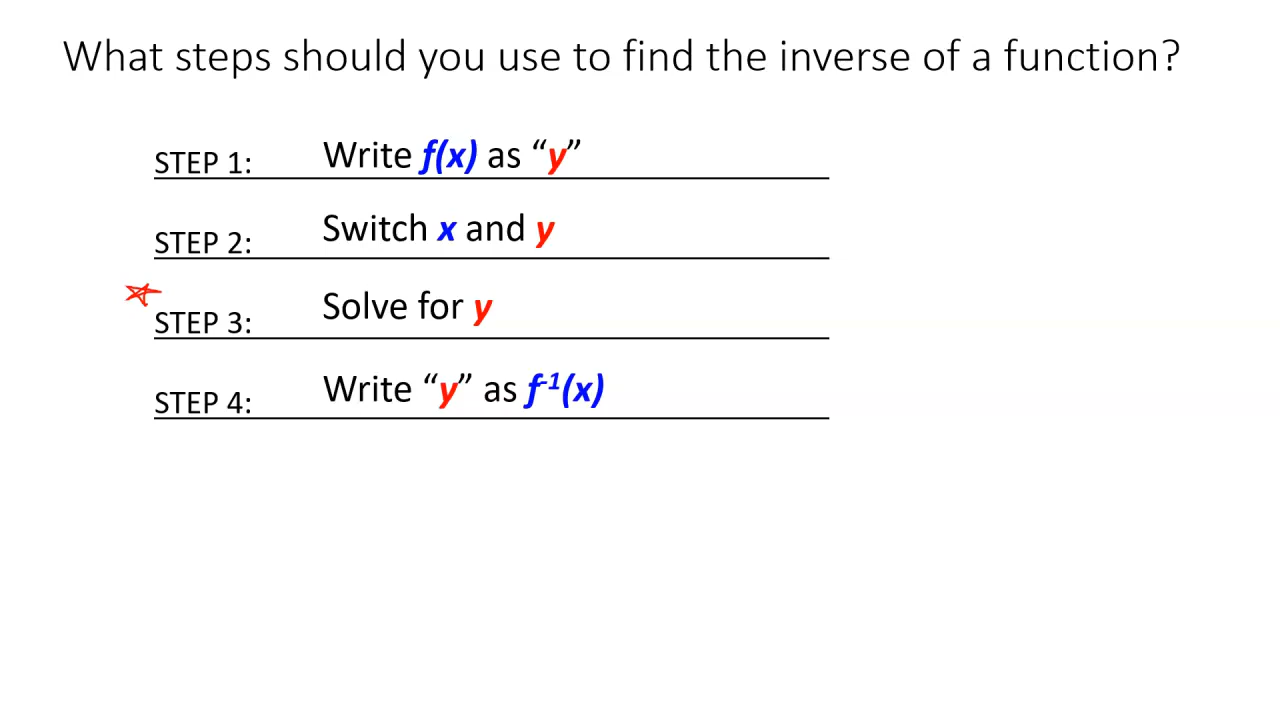 What steps should you use to find the inverse of a function?
STEP 1: Write f(x) as “y”
STEP 2: Switch x and y
STEP 3: Solve for y
STEP 4: Write “y” as f⁻¹(x)